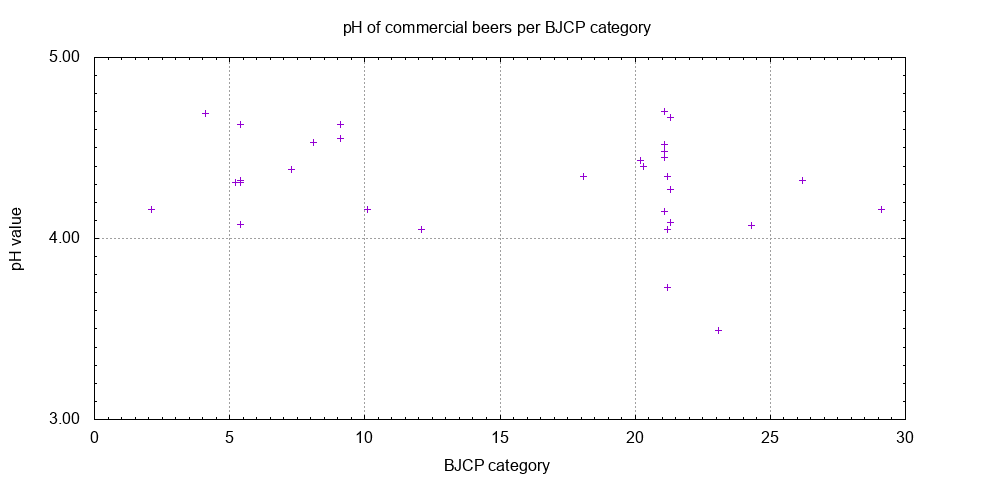 pH of commercial beers per BJCP category
5.00
4.00
3.00
pH value
0 5 10 15 20 25 30
BJCP category